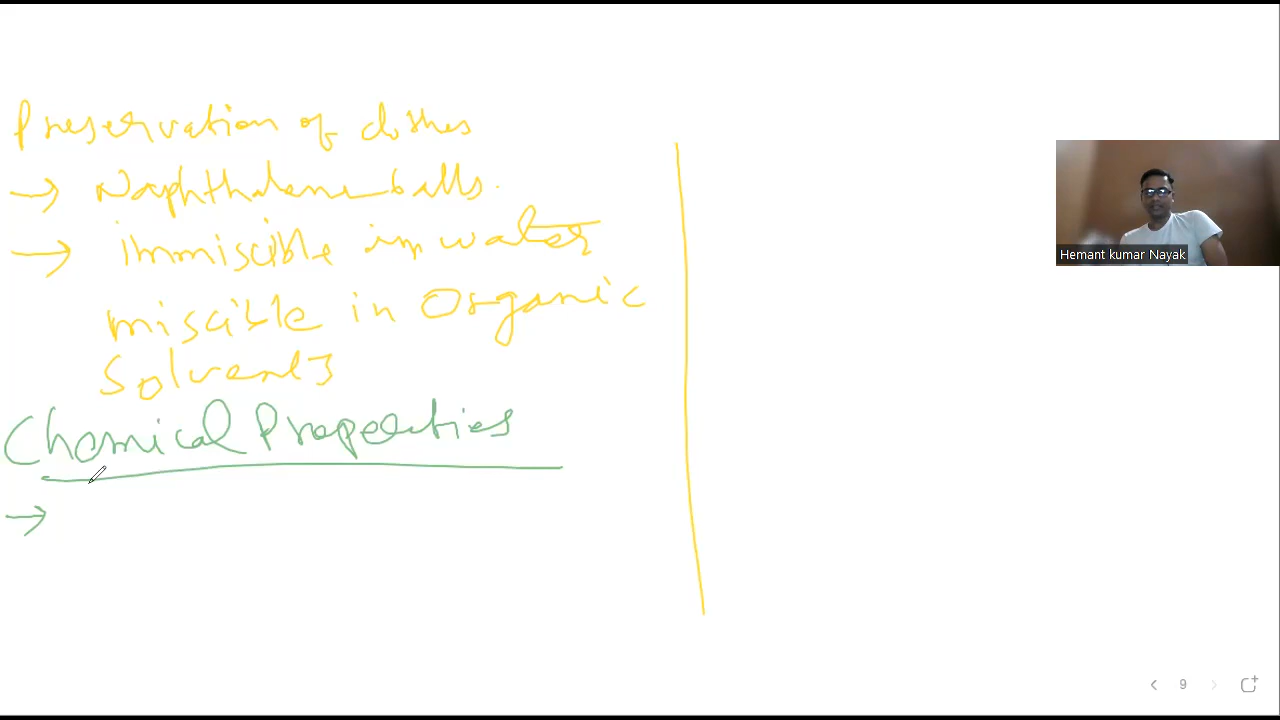 Preservation of clothes
→ Naphthalene balls.
→ immiscible in water
miscible in Organic
Solvents
Chemical Properties
→
Hemant kumar Nayak
9